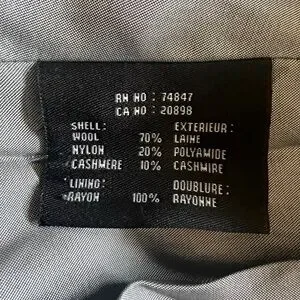 RN NO : 74847
CA NO : 20898
SHELL: EXTERIEUR:
WOOL 70% LAINE
NYLON 20% POLYAMIDE
CASHMERE 10% CASHMIRE
LINING: DOUBLURE:
RAYON 100% RAYONNE